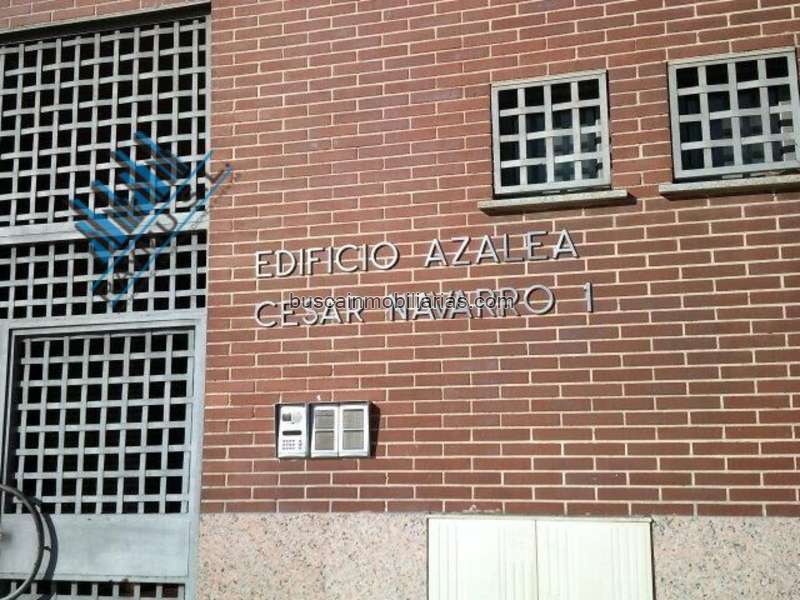 EDIFICIO AZALEA
CESAR NAVARRO 1
buscainmobiliarias.com